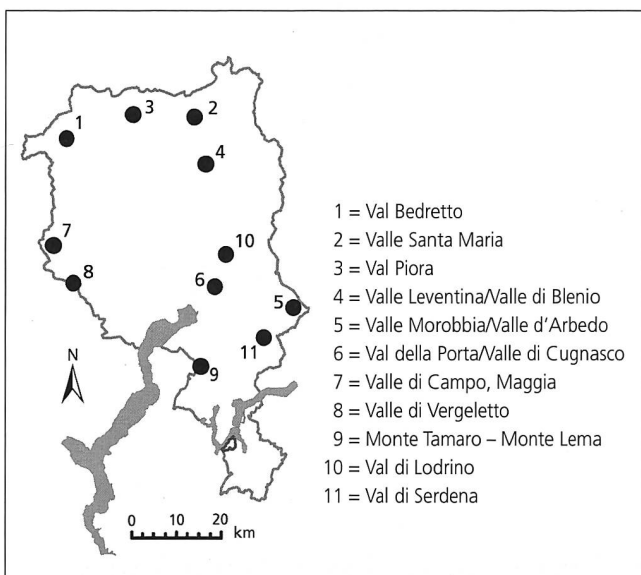 3
2
1
4
1 = Val Bedretto
2 = Valle Santa Maria
3 = Val Piora
4 = Valle Leventina/Valle di Blenio
5 = Valle Morobbia/Valle d'Arbedo
6 = Val della Porta/Valle di Cugnasco
7 = Valle di Campo, Maggia
8 = Valle di Vergeletto
9 = Monte Tamaro – Monte Lema
10 = Val di Lodrino
11 = Val di Serdena
7
10
8
6
5
11
N
9
0 10 20
km